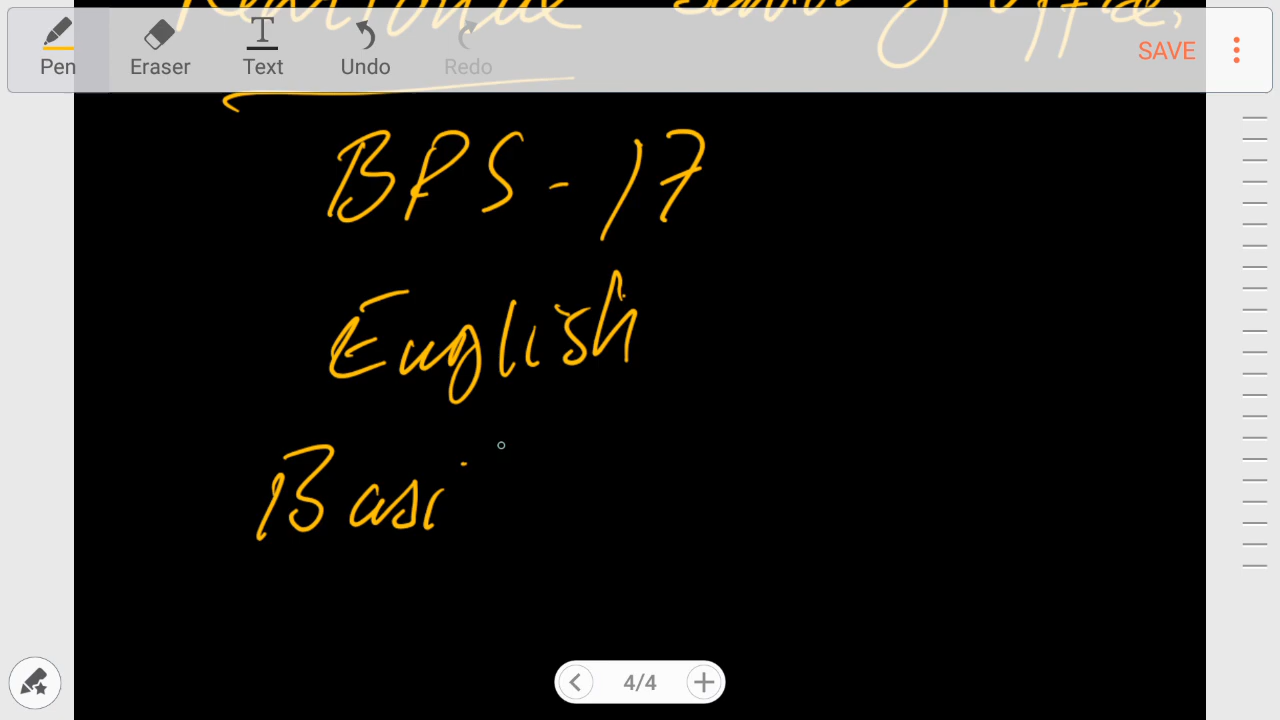 Pen
Eraser
Text
Undo
Redo
SAVE
BPS-17
English
Basi
4/4